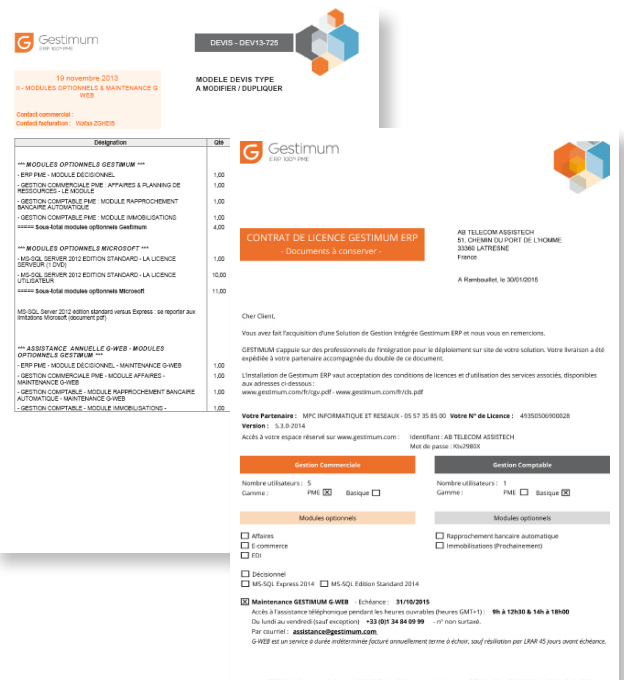 Gestimum
ERP 100% PME
DEVIS - DEV13-725
19 novembre 2013
II - MODULES OPTIONNELS & MAINTENANCE G
WEB
Contact commercial :
Contact facturation : Wafaa ZGHEIB
MODELE DEVIS TYPE
A MODIFIER / DUPLIQUER
Désignation Qté
*** MODULES OPTIONNELS GESTIMUM ***
- ERP PME - MODULE DECISIONNEL 1,00
- GESTION COMMERCIALE PME : AFFAIRES & PLANNING DE 1,00
RESSOURCES - LE MODULE
- GESTION COMPTABLE PME : MODULE RAPPROCHEMENT 1,00
BANCAIRE AUTOMATIQUE
- GESTION COMPTABLE PME : MODULE IMMOBILISATIONS 1,00
===== Sous-total modules optionnels Gestimum 4,00
*** MODULES OPTIONNELS MICROSOFT ***
- MS-SQL SERVER 2012 EDITION STANDARD - LA LICENCE 1,00
SERVEUR (1 DVD)
- MS-SQL SERVER 2012 EDITION STANDARD - LA LICENCE 10,00
UTILISATEUR
===== Sous-total modules optionnels Microsoft 11,00
MS-SQL Server 2012 édition standard versus Express : se reporter aux
limitations Microsoft (document pdf)
*** ASSISTANCE ANNUELLE G-WEB - MODULES
OPTIONNELS GESTIMUM ***
- ERP PME - MODULE DÉCISIONNEL - MAINTENANCE G-WEB 1,00
- GESTION COMMERCIALE PME - MODULE AFFAIRES - 1,00
MAINTENANCE G-WEB
- GESTION COMPTABLE - MODULE RAPPROCHEMENT BANCAIRE 1,00
AUTOMATIQUE - MAINTENANCE G-WEB
- GESTION COMPTABLE - MODULE IMMOBILISATIONS - 1,00
Gestimum
ERP 100% PME
CONTRAT DE LICENCE GESTIMUM ERP
- Documents à conserver -
AB TELECOM ASSISTECH
51, CHEMIN DU PORT DE L'HOMME
33360 LATRESNE
France
A Rambouillet, le 30/01/2015
Cher Client,
Vous avez fait l'acquisition d'une Solution de Gestion Intégrée Gestimum ERP et nous vous en remercions.
GESTIMUM s'appuie sur des professionnels de l'intégration pour le déploiement sur site de votre solution. Votre livraison a été
expédiée à votre partenaire accompagnée du double de ce document.
L'installation de Gestimum ERP vaut acceptation des conditions de licences et d'utilisation des services associés, disponibles
aux adresses ci-dessous :
www.gestimum.com/fr/cgv.pdf - www.gestimum.com/fr/cls.pdf
Votre Partenaire : MPC INFORMATIQUE ET RESEAUX - 05 57 35 85 00 Votre N° de Licence : 49350506900028
Version : 5.3.0-2014
Accès à votre espace réservé sur www.gestimum.com : Identifiant : AB TELECOM ASSISTECH
Mot de passe : Ktv2980X
Gestion Commerciale Gestion Comptable
Nombre utilisateurs : 5 Nombre utilisateurs : 1
Gamme : PME Basique Gamme : PME Basique
Modules optionnels Modules optionnels
Affaires Rapprochement bancaire automatique
E-commerce Immobilisations (Prochainement)
EDI
Décisionnel
MS-SQL Express 2014 MS-SQL Edition Standard 2014
Maintenance GESTIMUM G-WEB - Echéance : 31/10/2015
Accès à l'assistance téléphonique pendant les heures ouvrables (heures GMT+1) : 9h à 12h30 & 14h à 18h00
Du lundi au vendredi (sauf exception) +33 (0)1 34 84 09 99 - n° non surtaxé.
Par courriel : assistance@gestimum.com
G-WEB est un service à durée indéterminée facturé annuellement terme à échoir, sauf résiliation par LRAR 45 jours avant échéance.